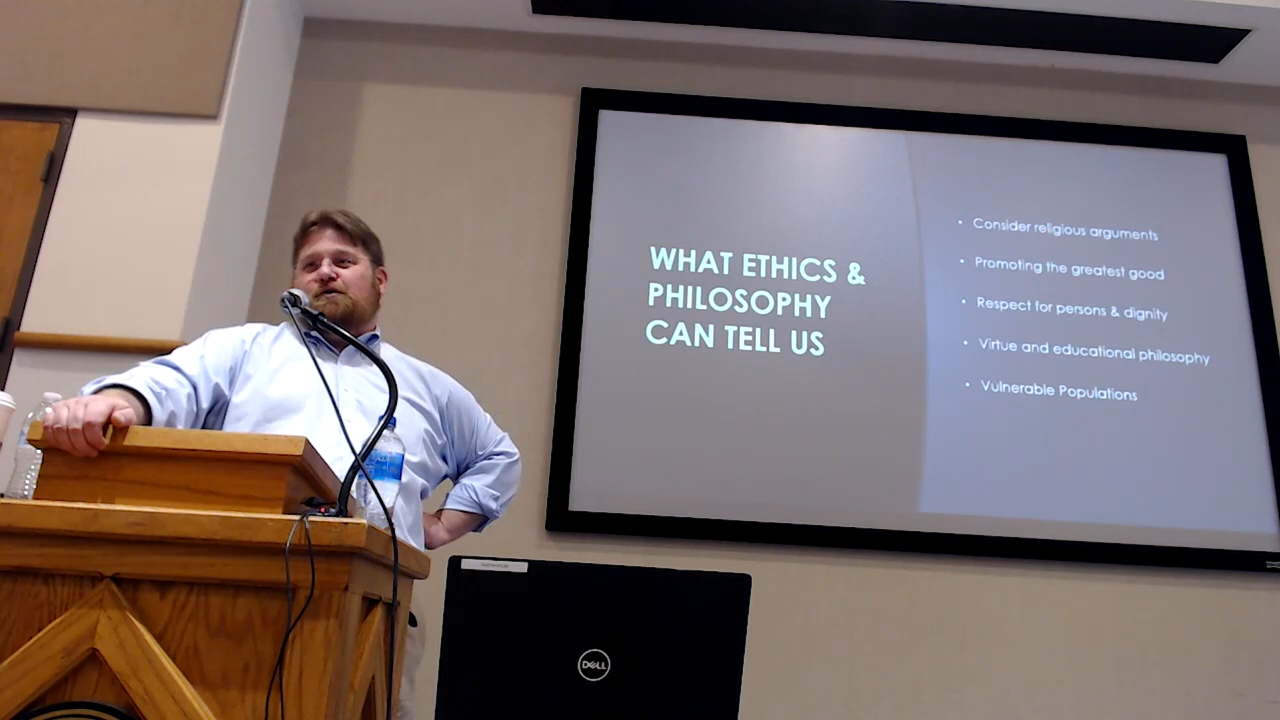 WHAT ETHICS &
PHILOSOPHY
CAN TELL US
• Consider religious arguments
• Promoting the greatest good
• Respect for persons & dignity
• Virtue and educational philosophy
• Vulnerable Populations
DELL